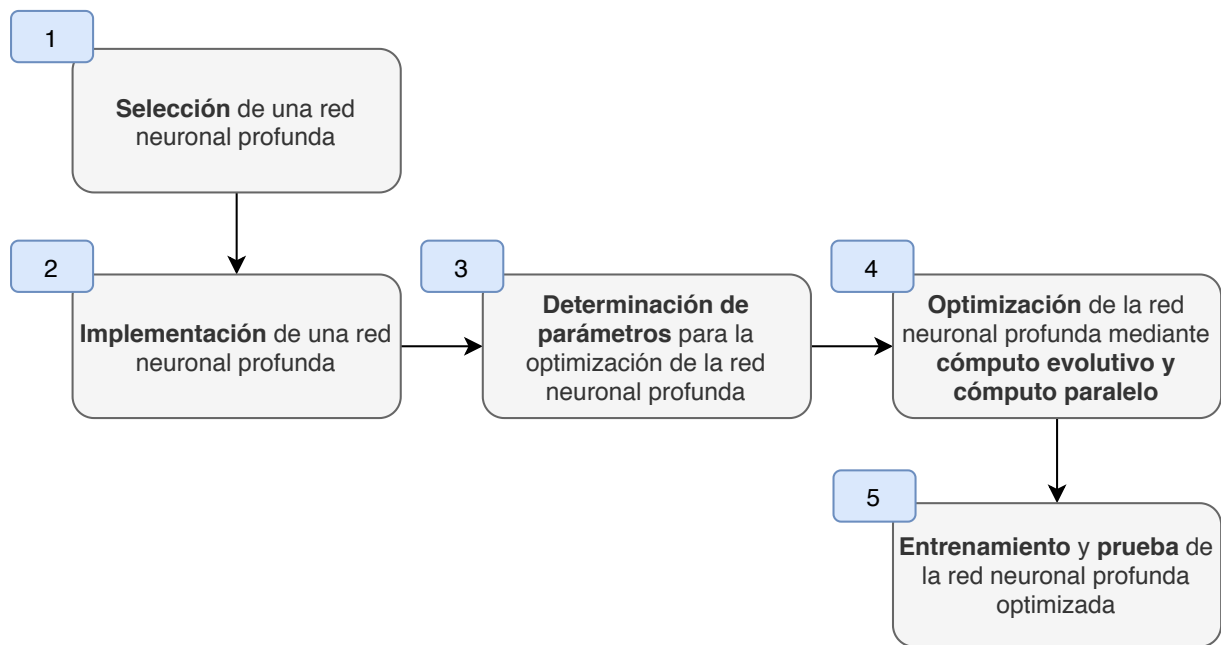 1
Selección de una red
neuronal profunda
2
Implementación de una red
neuronal profunda
3
Determinación de
parámetros para la
optimización de la red
neuronal profunda
4
Optimización de la red
neuronal profunda mediante
cómputo evolutivo y
cómputo paralelo
5
Entrenamiento y prueba de
la red neuronal profunda
optimizada